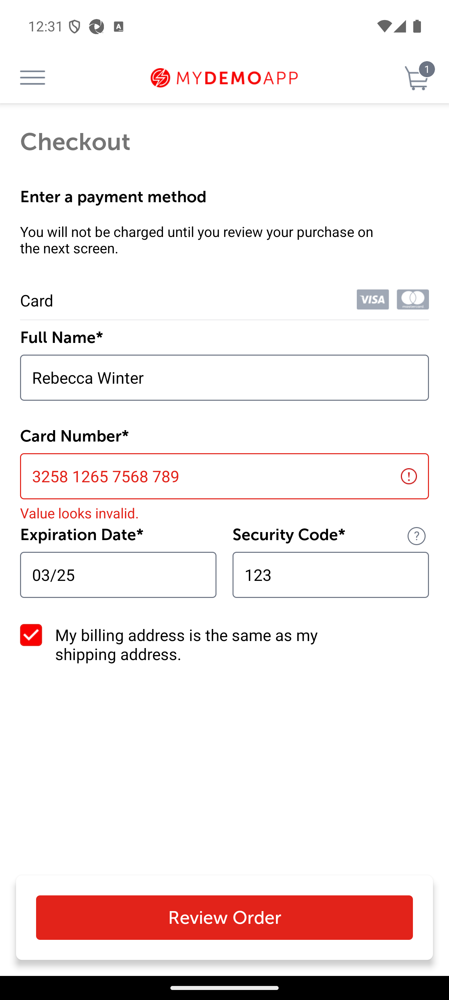 12:31
1
MYDEMOAPP
Checkout
Enter a payment method
You will not be charged until you review your purchase on
the next screen.
Card
VISA
mastercard
Full Name*
Rebecca Winter
Card Number*
3258 1265 7568 789
Value looks invalid.
Expiration Date*
Security Code*
?
03/25
123
My billing address is the same as my
shipping address.
Review Order